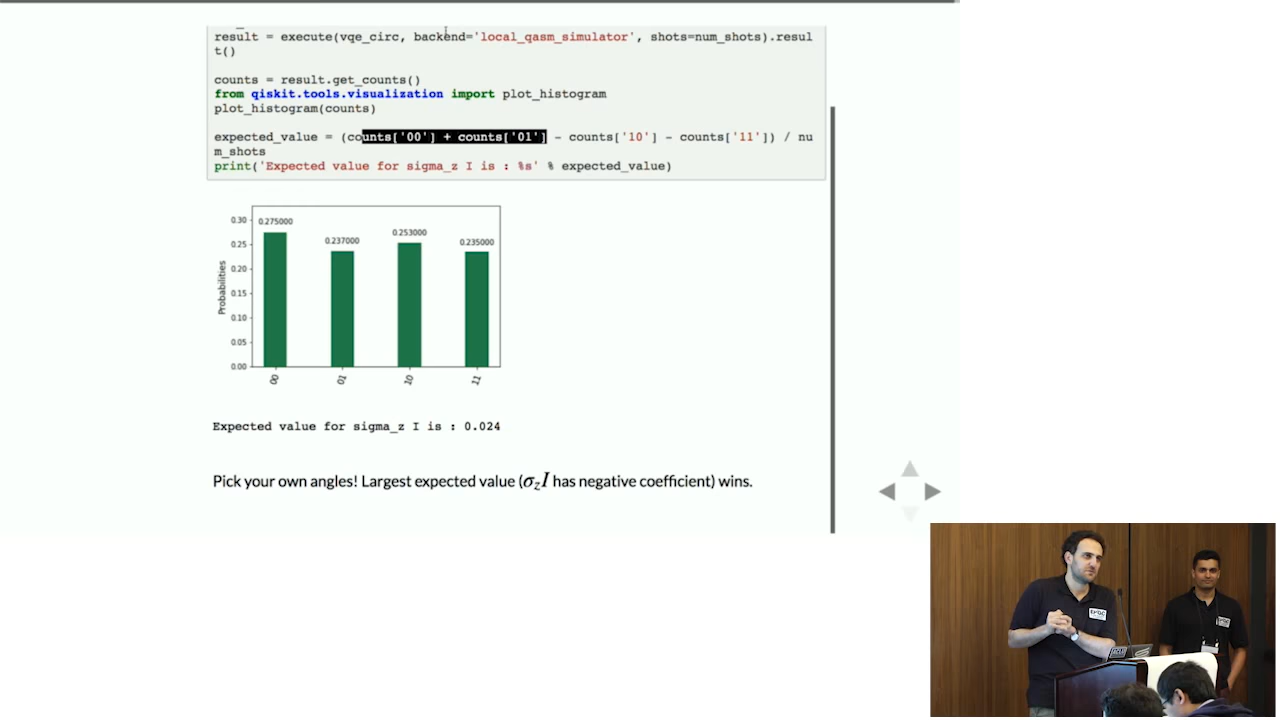 result = execute(vqe_circ, backend='local_qasm_simulator', shots=num_shots).resul
t()
counts = result.get_counts()
from qiskit.tools.visualization import plot_histogram
plot_histogram(counts)
expected_value = (counts['00'] + counts['01'] - counts['10'] - counts['11']) / nu
m_shots
print('Expected value for sigma_z I is : %s' % expected_value)
0.30
0.25
0.20
0.15
0.10
0.05
0.00
Probabilities
0.275000
0.237000
0.253000
0.235000
00
01
10
11
Expected value for sigma_z I is : 0.024
Pick your own angles! Largest expected value (σzI has negative coefficient) wins.